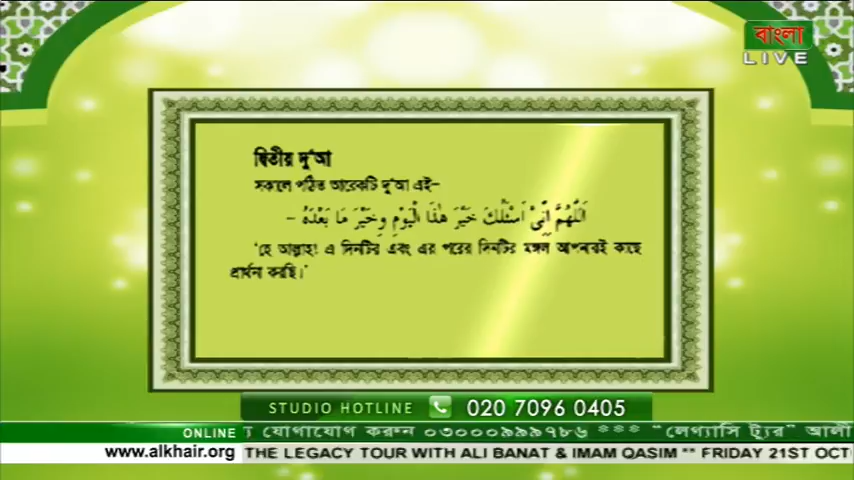 বাংলা
LIVE
দ্বিতীয় দু'আ
সকালে পঠিত আরেকটি দু'আ এই-
اَللّٰهُمَّ اِنِّىْ اَسْئَلُكَ خَيْرَ هٰذَا الْيَوْمِ وَخَيْرَ مَا بَعْدَهُ -
'হে আল্লাহ! এ দিনটির এবং এর পরের দিনটির মঙ্গল আপনারই কাছে
প্রার্থনা করছি।'
STUDIO HOTLINE 020 7096 0405
ONLINE য যোগাযোগ করুন ০৩০০০৯৯৯৭৮৬ *** "লেগ্যাসি ট্যুর" আলী
www.alkhair.org THE LEGACY TOUR WITH ALI BANAT & IMAM QASIM ** FRIDAY 21ST OCT